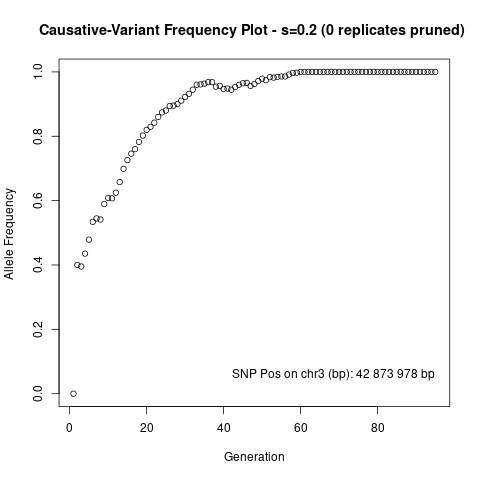 Causative-Variant Frequency Plot - s=0.2 (0 replicates pruned)
Allele Frequency
1.0
0.8
0.6
0.4
0.2
0.0
SNP Pos on chr3 (bp): 42 873 978 bp
0 20 40 60 80
Generation